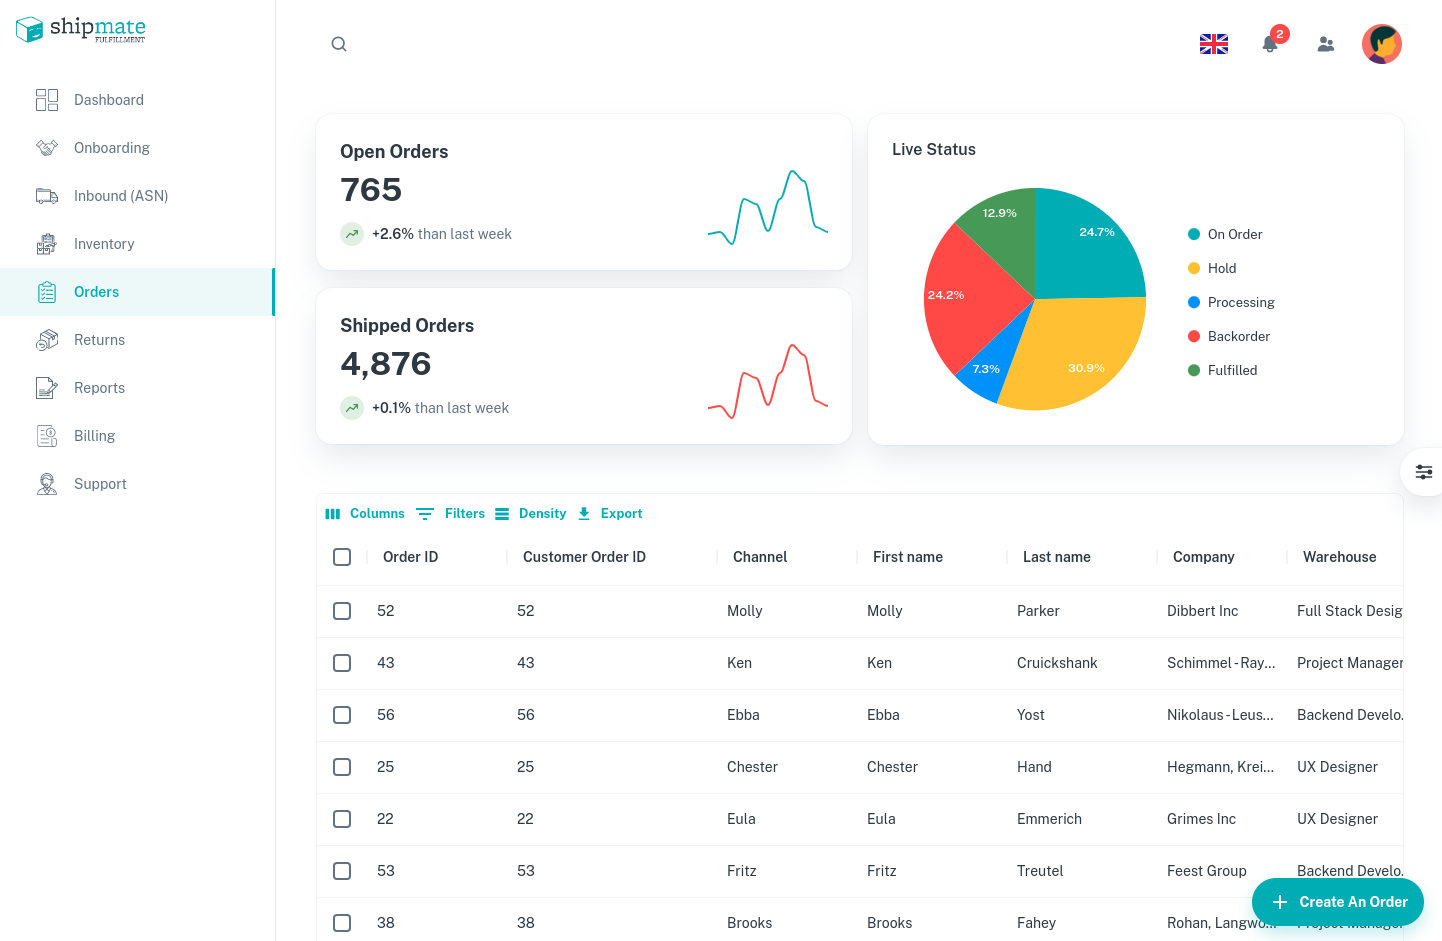 shipmate
FULFILLMENT
Dashboard
Onboarding
Inbound (ASN)
Inventory
Orders
Returns
Reports
Billing
Support
2
Open Orders
765
+2.6% than last week
Shipped Orders
4,876
+0.1% than last week
Live Status
12.9%
24.7%
24.2%
7.3%
30.9%
On Order
Hold
Processing
Backorder
Fulfilled
Columns Filters Density Export
Order ID Customer Order ID Channel First name Last name Company Warehouse
52 52 Molly Molly Parker Dibbert Inc Full Stack Desig
43 43 Ken Ken Cruickshank Schimmel - Ray... Project Manager
56 56 Ebba Ebba Yost Nikolaus - Leus... Backend Develo.
25 25 Chester Chester Hand Hegmann, Krei... UX Designer
22 22 Eula Eula Emmerich Grimes Inc UX Designer
53 53 Fritz Fritz Treutel Feest Group Backend Develo.
38 38 Brooks Brooks Fahey Rohan, Langwo...
Create An Order